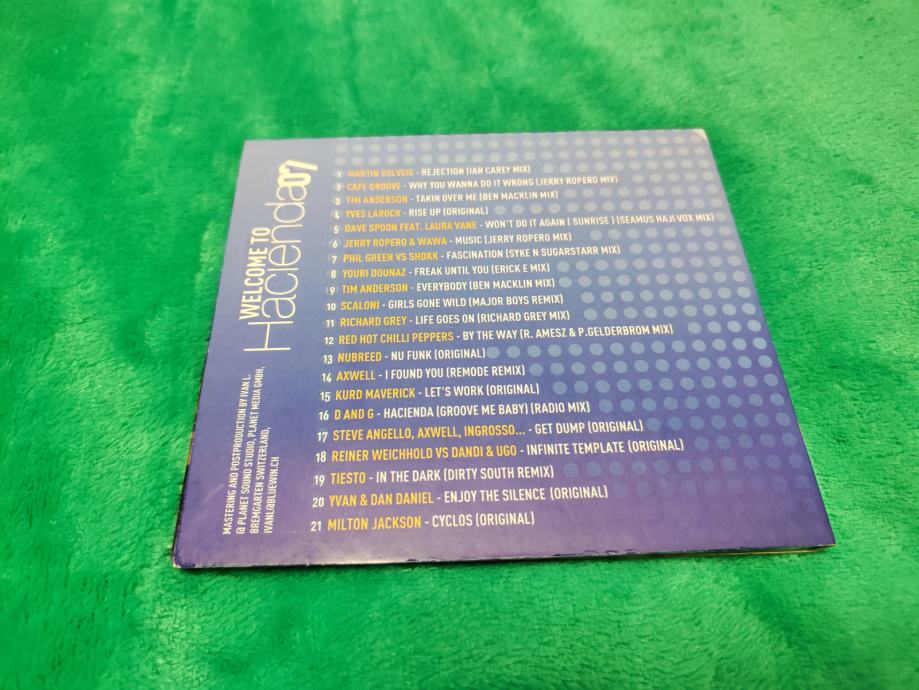 WELCOME TO
Hacienda07
1 MARTIN SOLVEIG - REJECTION (IAN CAREY MIX)
2 CAFE GROOVE - WHY YOU WANNA DO IT WRONG (JERRY ROPERO MIX)
3 TIM ANDERSON - TAKIN OVER ME (BEN MACKLIN MIX)
4 YVES LAROCK - RISE UP (ORIGINAL)
5 DAVE SPOON FEAT. LAURA VANE - WON'T DO IT AGAIN ( SUNRISE ) (SEAMUS HAJI VOX MIX)
6 JERRY ROPERO & WAWA - MUSIC (JERRY ROPERO MIX)
7 PHIL GREEN VS SHOKK - FASCINATION (SYKE N SUGARSTARR MIX)
8 YOURI DOUNAZ - FREAK UNTIL YOU (ERICK E MIX)
9 TIM ANDERSON - EVERYBODY (BEN MACKLIN MIX)
10 SCALONI - GIRLS GONE WILD (MAJOR BOYS REMIX)
11 RICHARD GREY - LIFE GOES ON (RICHARD GREY MIX)
12 RED HOT CHILLI PEPPERS - BY THE WAY (R. AMESZ & P.GELDERBROM MIX)
13 NUBREED - NU FUNK (ORIGINAL)
14 AXWELL - I FOUND YOU (REMODE REMIX)
15 KURD MAVERICK - LET'S WORK (ORIGINAL)
16 D AND G - HACIENDA (GROOVE ME BABY) (RADIO MIX)
17 STEVE ANGELLO, AXWELL, INGROSSO... - GET DUMP (ORIGINAL)
18 REINER WEICHHOLD VS DANDI & UGO - INFINITE TEMPLATE (ORIGINAL)
19 TIESTO - IN THE DARK (DIRTY SOUTH REMIX)
20 YVAN & DAN DANIEL - ENJOY THE SILENCE (ORIGINAL)
21 MILTON JACKSON - CYCLOS (ORIGINAL)
MASTERING AND POSTPRODUCTION BY IVAN L.
@ PLANET SOUND STUDIO, PLANET MEDIA GMBH,
BREMGARTEN SWITZERLAND,
IVANL@BLUEWIN.CH